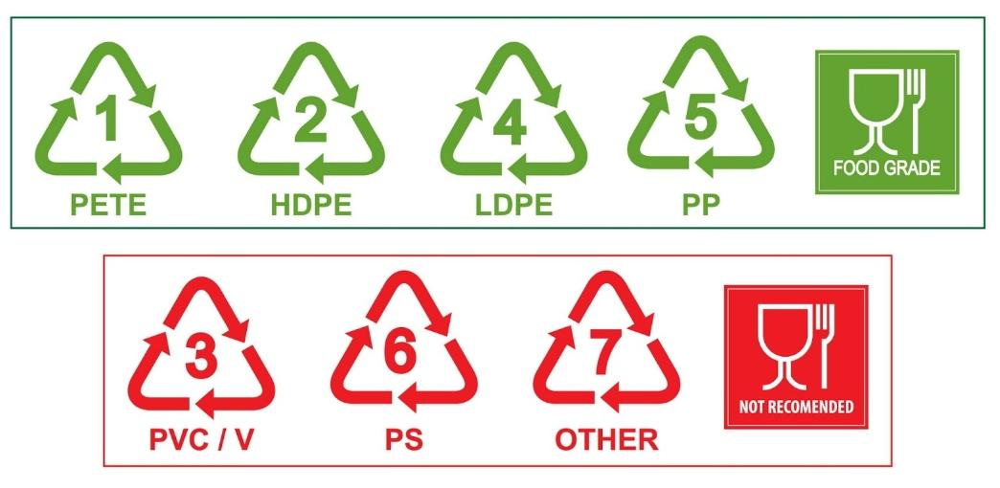 1 2 4 5
PETE HDPE LDPE PP
FOOD GRADE
3 6 7
PVC / V PS OTHER
NOT RECOMENDED